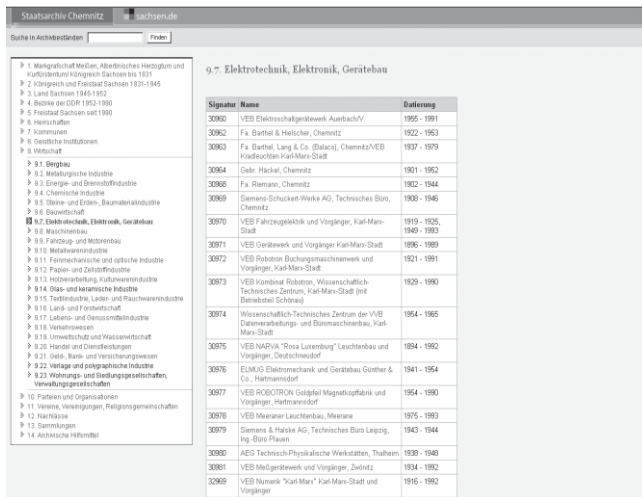 Staatsarchiv Chemnitz
sachsen.de
Suche in Archivbeständen
Finden
1. Markgrafschaft Meißen, Albertinisches Herzogtum und
Kurfürstentum/ Königreich Sachsen bis 1831
2. Königreich und Freistaat Sachsen 1831-1945
3. Land Sachsen 1945-1952
4. Bezirke der DDR 1952-1990
5. Freistaat Sachsen seit 1990
6. Herrschaften
7. Kommunen
8. Geistliche Institutionen
9. Wirtschaft
9.1. Bergbau
9.2. Metallurgische Industrie
9.3. Energie- und Brennstoffindustrie
9.4. Chemische Industrie
9.5. Steine- und Erden-, Baumaterialindustrie
9.6. Bauwirtschaft
9.7. Elektrotechnik, Elektronik, Gerätebau
9.8. Maschinenbau
9.9. Fahrzeug- und Motorenbau
9.10. Metallwarenindustrie
9.11. Feinmechanische und optische Industrie
9.12. Papier- und Zellstoffindustrie
9.13. Holzverarbeitung, Kulturwarenindustrie
9.14. Glas- und keramische Industrie
9.15. Textilindustrie, Leder- und Rauchwarenindustrie
9.16. Land- und Forstwirtschaft
9.17. Lebens- und Genussmittelindustrie
9.18. Verkehrswesen
9.19. Umweltschutz und Wasserwirtschaft
9.20. Handel und Dienstleistungen
9.21. Geld-, Bank- und Versicherungswesen
9.22. Verlage und polygraphische Industrie
9.23. Wohnungs- und Siedlungsgesellschaften,
Verwaltungsgesellschaften
10. Parteien und Organisationen
11. Vereine, Vereinigungen, Religionsgemeinschaften
12. Nachlässe
13. Sammlungen
14. Archivische Hilfsmittel
9.7. Elektrotechnik, Elektronik, Gerätebau
Signatur Name Datierung
30960 VEB Elektroschaltgerätewerk Auerbach/V. 1955 - 1991
30962 Fa. Barthel & Hielscher, Chemnitz 1922 - 1953
30963 Fa. Barthel, Lang & Co. (Balaco), Chemnitz/VEB 1937 - 1979
Kradleuchten Karl-Marx-Stadt
30964 Gebr. Häckel, Chemnitz 1901 - 1952
30968 Fa. Riemann, Chemnitz 1902 - 1944
30969 Siemens-Schuckert-Werke AG, Technisches Büro, 1908 - 1946
Chemnitz
30970 VEB Fahrzeugelektrik und Vorgänger, Karl-Marx- 1919 - 1925,
Stadt 1949 - 1993
30971 VEB Gerätewerk und Vorgänger Karl-Marx-Stadt 1896 - 1989
30972 VEB Robotron Buchungsmaschinenwerk und 1921 - 1991
Vorgänger, Karl-Marx-Stadt
30973 VEB Kombinat Robotron, Wissenschaftlich- 1929 - 1990
Technisches Zentrum, Karl-Marx-Stadt (mit
Betriebsteil Schönau)
30974 Wissenschaftlich-Technisches Zentrum der VVB 1954 - 1965
Datenverarbeitungs- und Büromaschinenbau, Karl-
Marx-Stadt
30975 VEB NARVA "Rosa Luxemburg" Leuchtenbau und 1894 - 1992
Vorgänger, Deutschneudorf
30976 ELMUG Elektromechanik und Gerätebau Günther & 1941 - 1954
Co., Hartmannsdorf
30977 VEB ROBOTRON Goldpfeil Magnetkopffabrik und 1954 - 1990
Vorgänger, Hartmannsdorf
30978 VEB Meeraner Leuchtenbau, Meerane 1975 - 1993
30979 Siemens & Halske AG, Technisches Büro Leipzig, 1943 - 1944
Ing.-Büro Plauen
30980 AEG Technisch-Physikalische Werkstätten, Thalheim 1938 - 1948
30981 VEB Meßgerätewerk und Vorgänger, Zwönitz 1934 - 1992
32969 VEB Numerik "Karl-Marx" Karl-Marx-Stadt und 1916 - 1992
Vorgänger